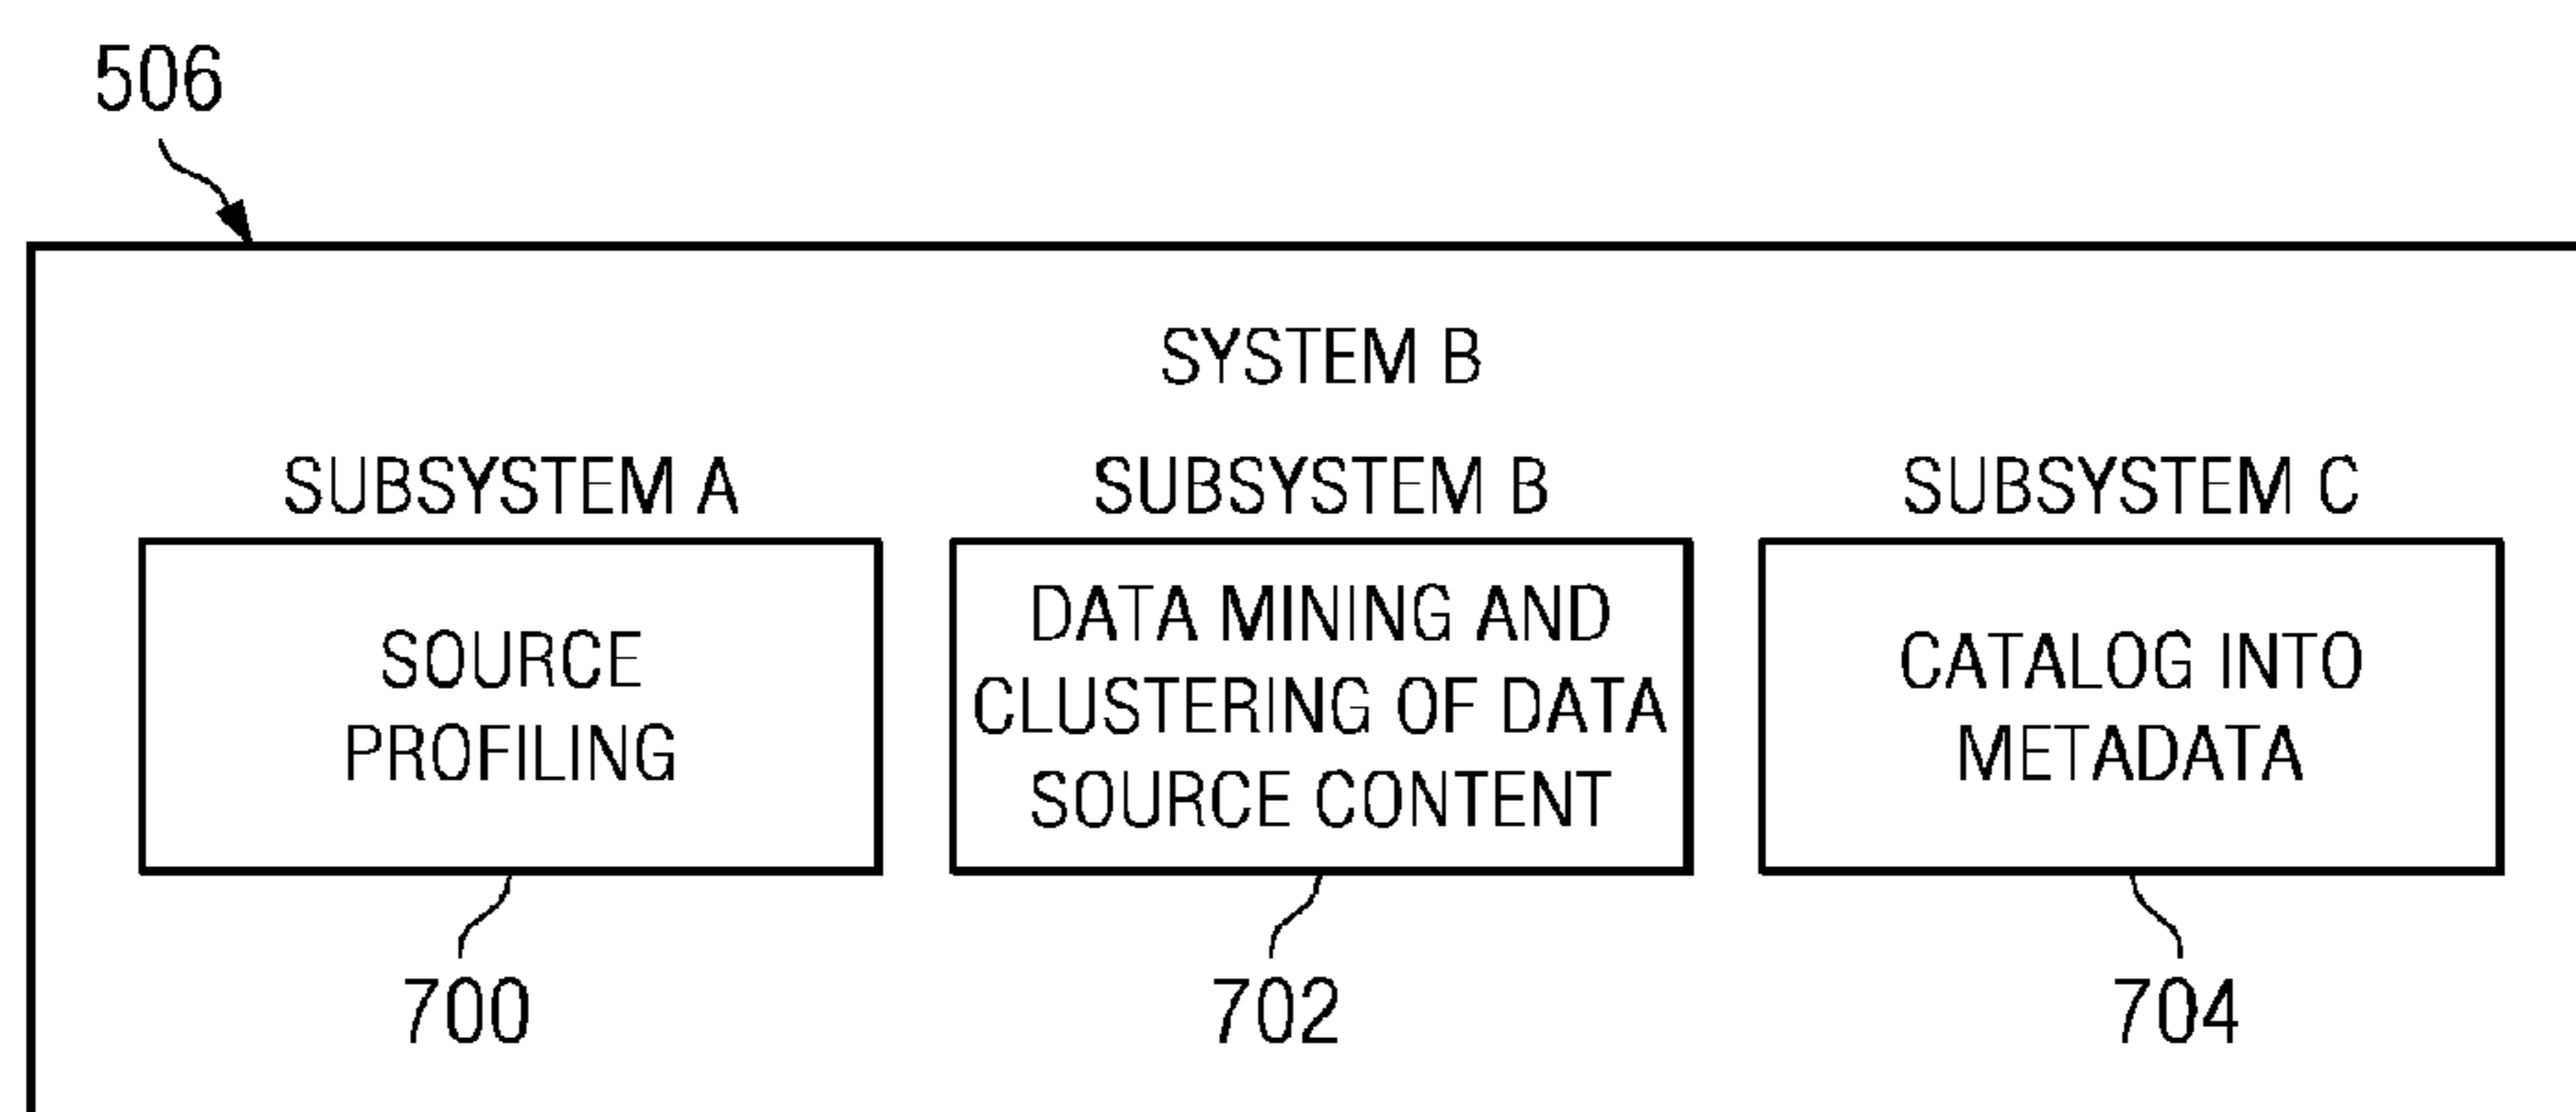 506
SYSTEM B
SUBSYSTEM A
SUBSYSTEM B
SUBSYSTEM C
SOURCE
PROFILING
DATA MINING AND
CLUSTERING OF DATA
SOURCE CONTENT
CATALOG INTO
METADATA
700
702
704